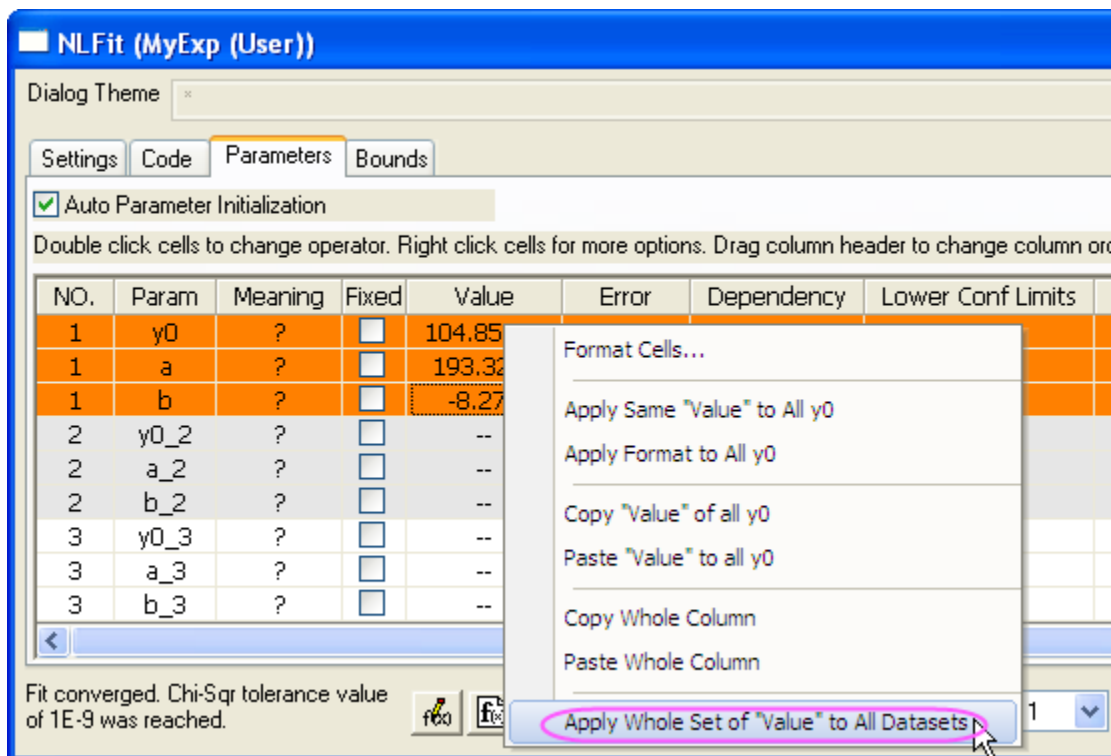 NLFit (MyExp (User))
Dialog Theme *
Settings Code Parameters Bounds
Auto Parameter Initialization
Double click cells to change operator. Right click cells for more options. Drag column header to change column
NO. Param Meaning Fixed Value Error Dependency Lower Conf Limits
1 y0 ? 104.85
1 a ? 193.32
1 b ? -8.27
2 y0_2 ? --
2 a_2 ? --
2 b_2 ? --
3 y0_3 ? --
3 a_3 ? --
3 b_3 ? --
Format Cells...
Apply Same "Value" to All y0
Apply Format to All y0
Copy "Value" of all y0
Paste "Value" to all y0
Copy Whole Column
Paste Whole Column
Apply Whole Set of "Value" to All Datasets
Fit converged. Chi-Sqr tolerance value
of 1E-9 was reached.
f(x)
1